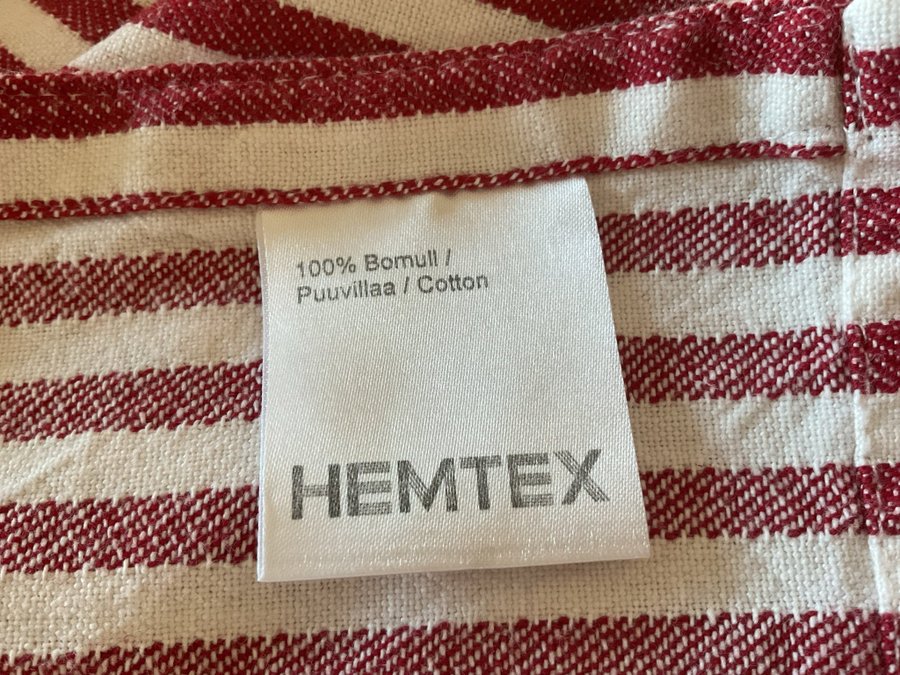 100% Bomull /
Puuvillaa / Cotton
HEMTEX